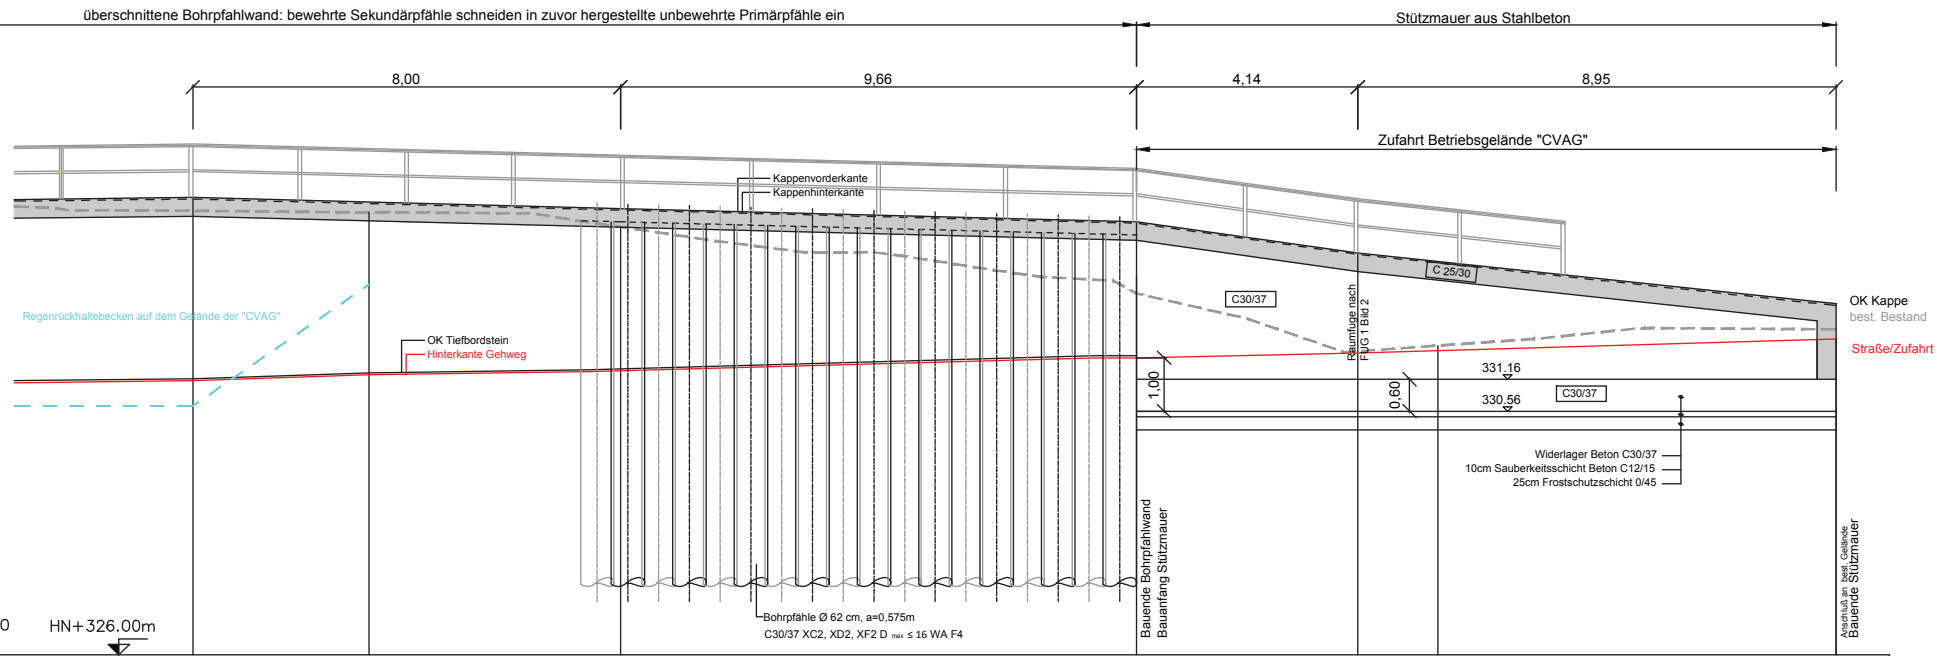 überschnittene Bohrpfahlwand: bewehrte Sekundärpfähle schneiden in zuvor hergestellte unbewehrte Primärpfähle ein
Stützmauer aus Stahlbeton
8,00
9,66
4,14
8,95
Zufahrt Betriebsgelände "CVAG"
Kappenvorderkante
Kappenhinterkante
C 25/30
C30/37
Raumfuge nach
FUG 1 Bild 2
OK Kappe
best. Bestand
Regenrückhaltebecken auf dem Gelände der "CVAG"
OK Tiefbordstein
Hinterkante Gehweg
Straße/Zufahrt
1,00
0,60
331.16
C30/37
330.56
Widerlager Beton C30/37
10cm Sauberkeitsschicht Beton C12/15
25cm Frostschutzschicht 0/45
Bauende Bohrpfahlwand
Bauanfang Stützmauer
Anschluß an best. Gelände
Bauende Stützmauer
Bohrpfähle Ø 62 cm, a=0,575m
C30/37 XC2, XD2, XF2 D max ≤ 16 WA F4
0
HN+326.00m